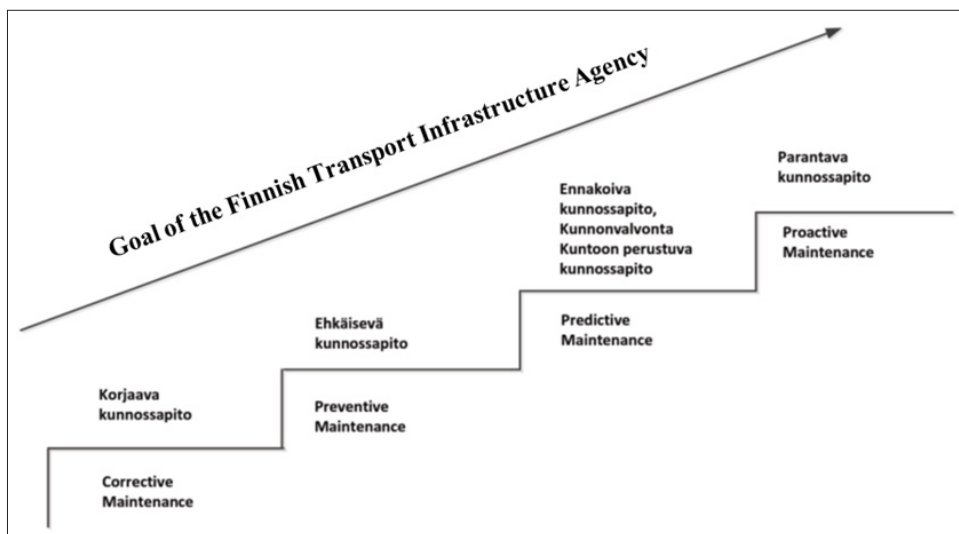 Goal of the Finnish Transport Infrastructure Agency
Parantava
kunnossapito
Proactive
Maintenance
Ennakoiva
kunnossapito,
Kunnonvalvonta
Kuntoon perustuva
kunnossapito
Predictive
Maintenance
Ehkäisevä
kunnossapito
Preventive
Maintenance
Korjaava
kunnossapito
Corrective
Maintenance